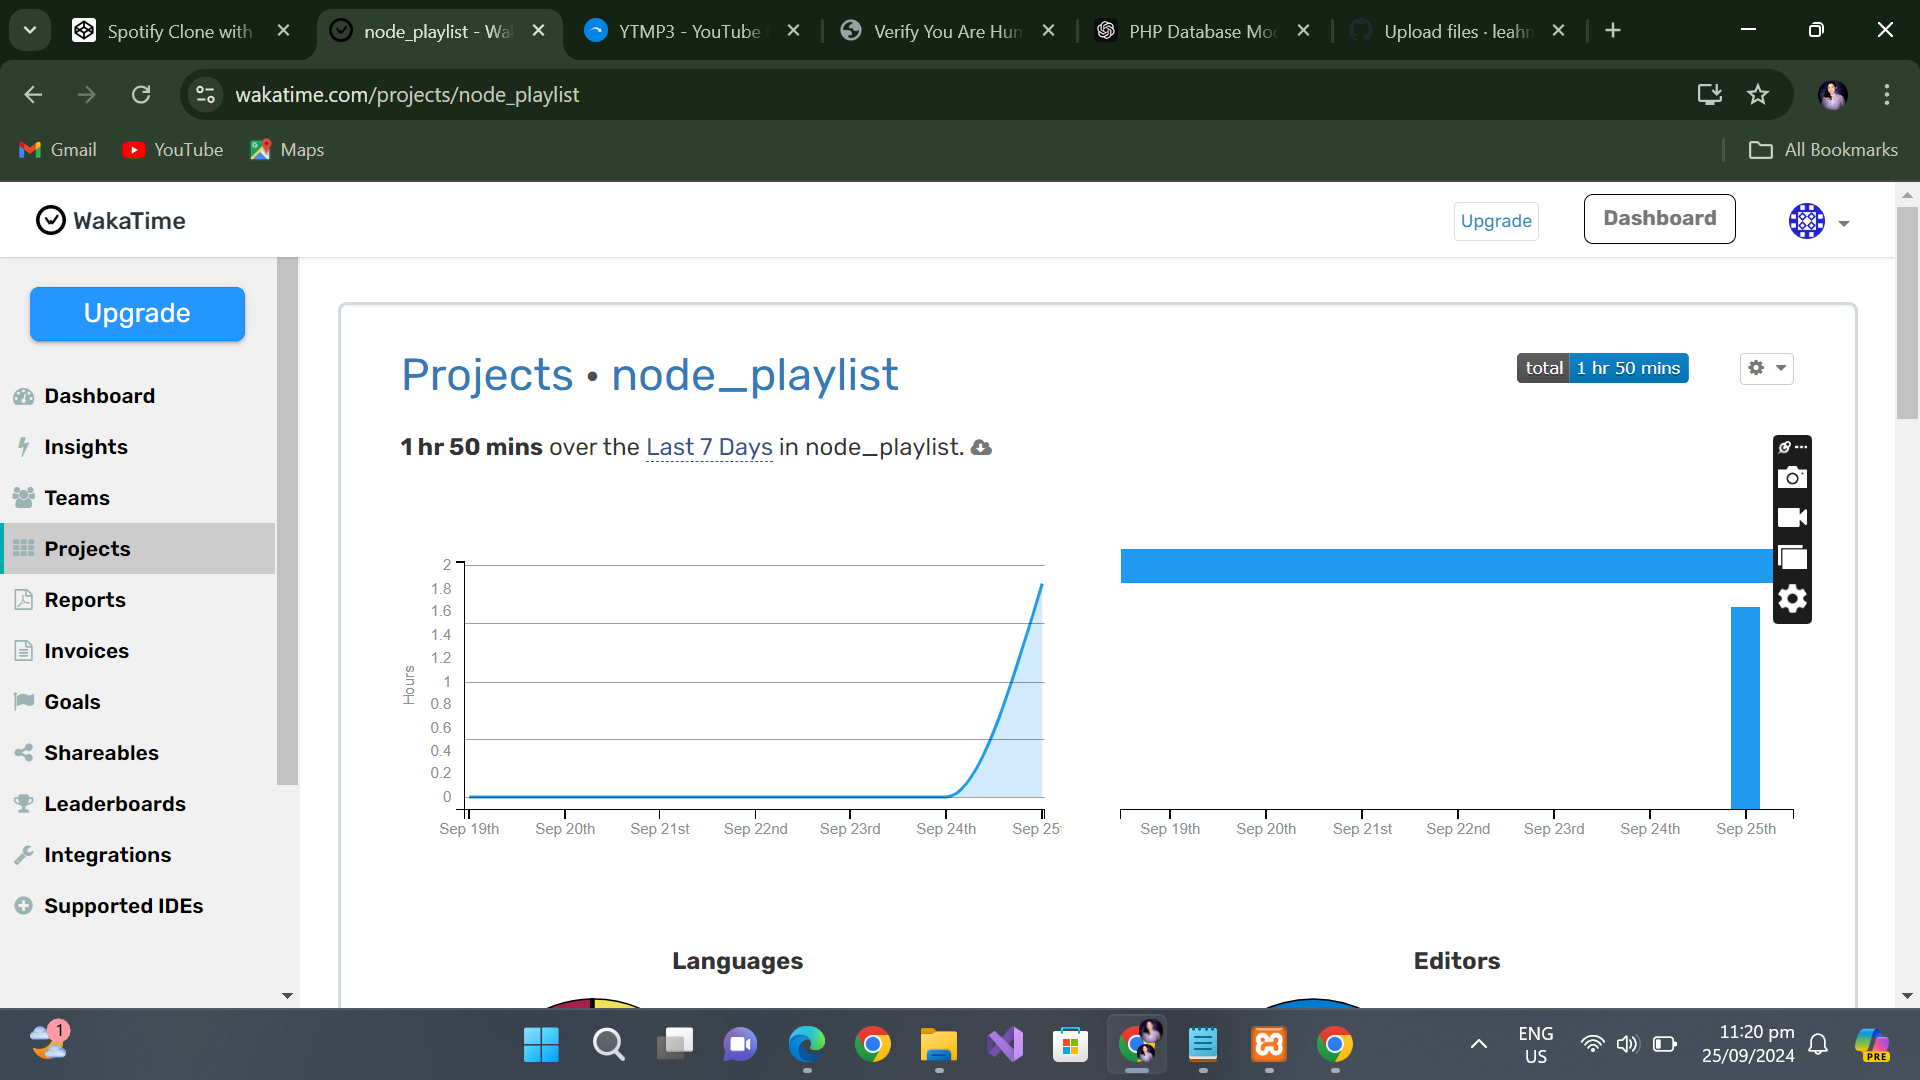 Spotify Clone with
node_playlist - Wa
YTMP3 - YouTube
Verify You Are Hun
PHP Database Mo
Upload files · leahn
wakatime.com/projects/node_playlist
Gmail
YouTube
Maps
All Bookmarks
WakaTime
Upgrade
Dashboard
Upgrade
Dashboard
Insights
Teams
Projects
Reports
Invoices
Goals
Shareables
Leaderboards
Integrations
Supported IDEs
Projects • node_playlist
total 1 hr 50 mins
1 hr 50 mins over the Last 7 Days in node_playlist.
Hours
2
1.8
1.6
1.4
1.2
1
0.8
0.6
0.4
0.2
0
Sep 19th Sep 20th Sep 21st Sep 22nd Sep 23rd Sep 24th Sep 25t
Sep 19th Sep 20th Sep 21st Sep 22nd Sep 23rd Sep 24th Sep 25th
Languages
Editors
1
PRE
ENG
US
11:20 pm
25/09/2024